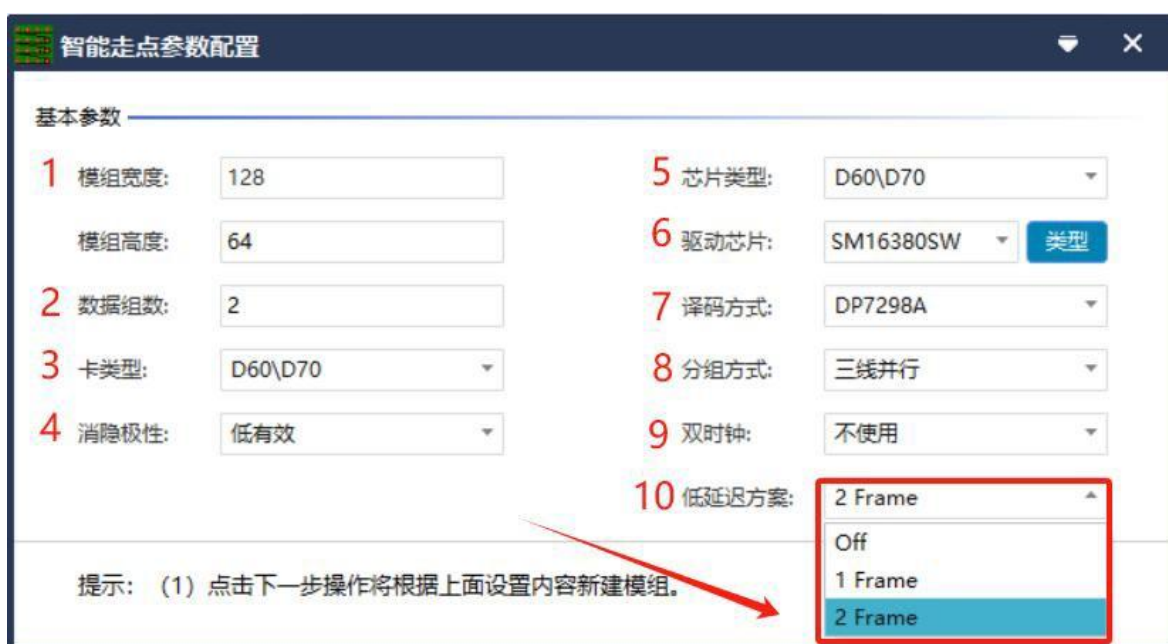 智能走点参数配置
基本参数
1 模组宽度: 128
5 芯片类型: D60\D70
模组高度: 64
6 驱动芯片: SM16380SW 类型
2 数据组数: 2
7 译码方式: DP7298A
3 卡类型: D60\D70
8 分组方式: 三线并行
4 消隐极性: 低有效
9 双时钟: 不使用
10 低延迟方案: 2 Frame
Off
1 Frame
2 Frame
提示: (1) 点击下一步操作将根据上面设置内容新建模组。